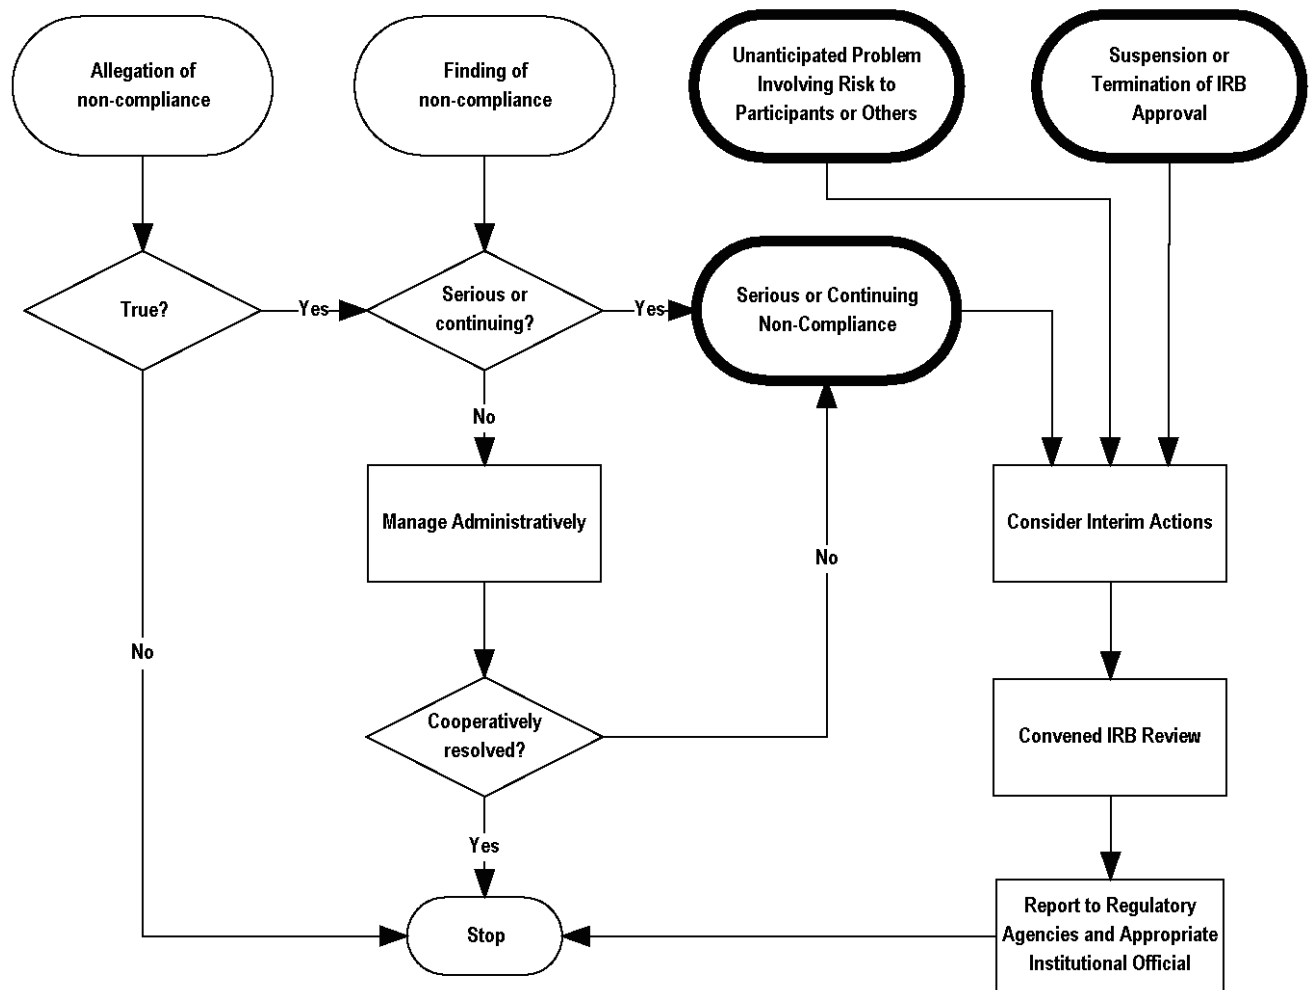 Allegation of
non-compliance
Finding of
non-compliance
Unanticipated Problem
Involving Risk to
Participants or Others
Suspension or
Termination of IRB
Approval
True?
Yes
Serious or
continuing?
Yes
Serious or Continuing
Non-Compliance
No
Manage Administratively
Consider Interim Actions
No
No
Cooperatively
resolved?
Convened IRB Review
Yes
Stop
Report to Regulatory
Agencies and Appropriate
Institutional Official